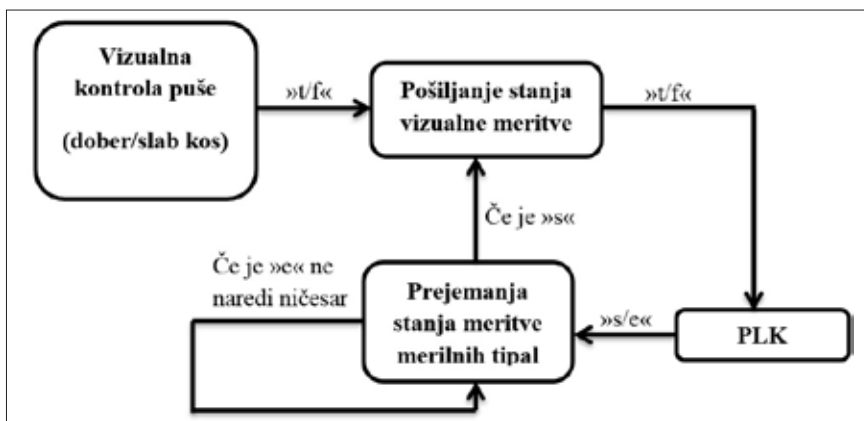 Vizualna
kontrola puše
(dober/slab kos)
»t/f«
Pošiljanje stanja
vizualne meritve
»t/f«
Če je »s«
Če je »e« ne
naredi ničesar
Prejemanja
stanja meritve
merilnih tipal
»s/e«
PLK